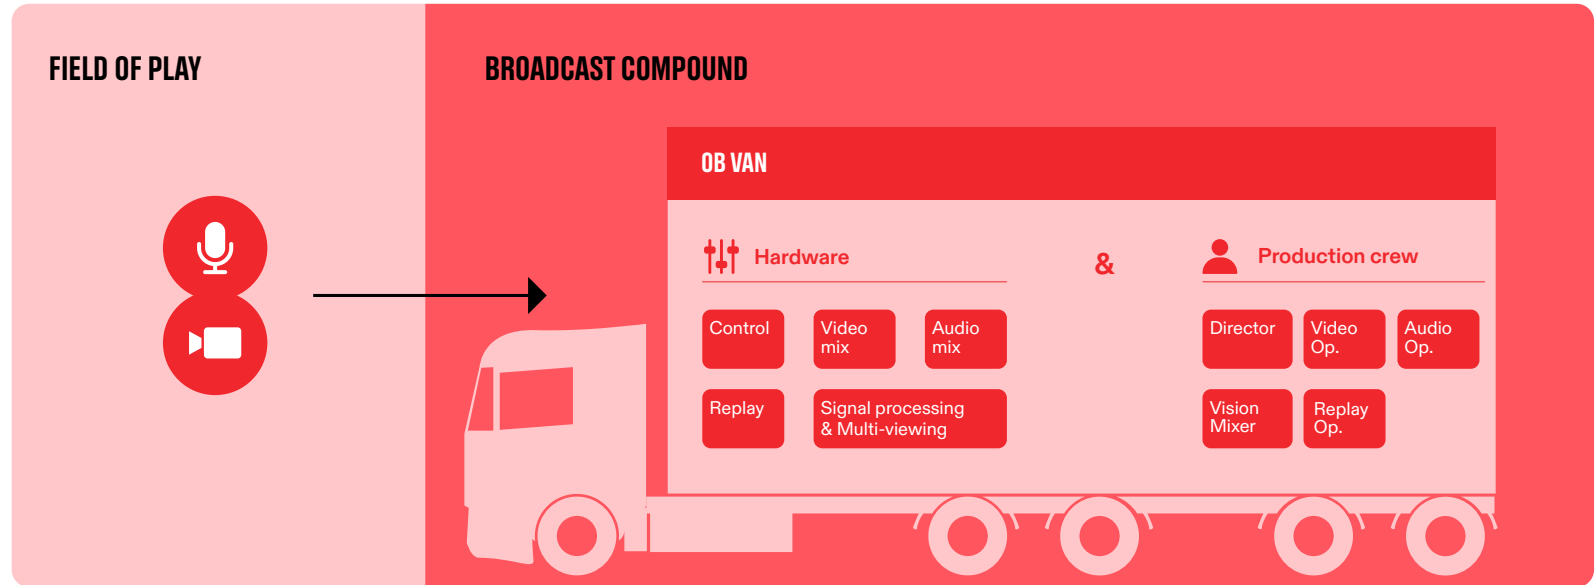 FIELD OF PLAY
BROADCAST COMPOUND
OB VAN
Hardware
&
Production crew
Control
Video
mix
Audio
mix
Replay
Signal processing
& Multi-viewing
Director
Video
Op.
Audio
Op.
Vision
Mixer
Replay
Op.